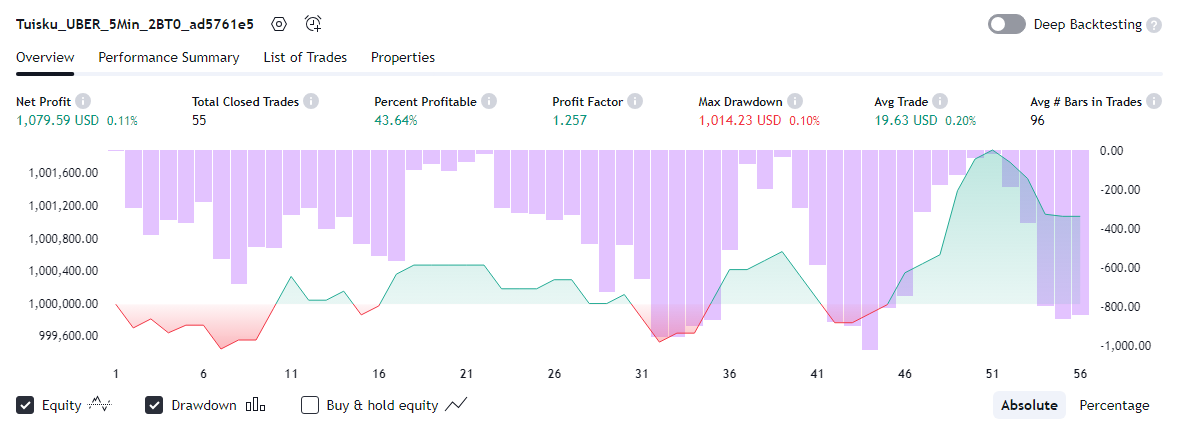 Tuisku_UBER_5Min_2BT0_ad5761e5
Deep Backtesting ?
Overview Performance Summary List of Trades Properties
Net Profit i Total Closed Trades i Percent Profitable i Profit Factor i Max Drawdown i Avg Trade i Avg # Bars in Trades i
1,079.59 USD 0.11% 55 43.64% 1.257 1,014.23 USD 0.10% 19.63 USD 0.20% 96
0.00
1,001,600.00
-200.00
1,001,200.00
-400.00
1,000,800.00
-600.00
1,000,400.00
1,000,000.00
-800.00
999,600.00
-1,000.00
1 6 11 16 21 26 31 36 41 46 51 56
Equity Drawdown Buy & hold equity Absolute Percentage